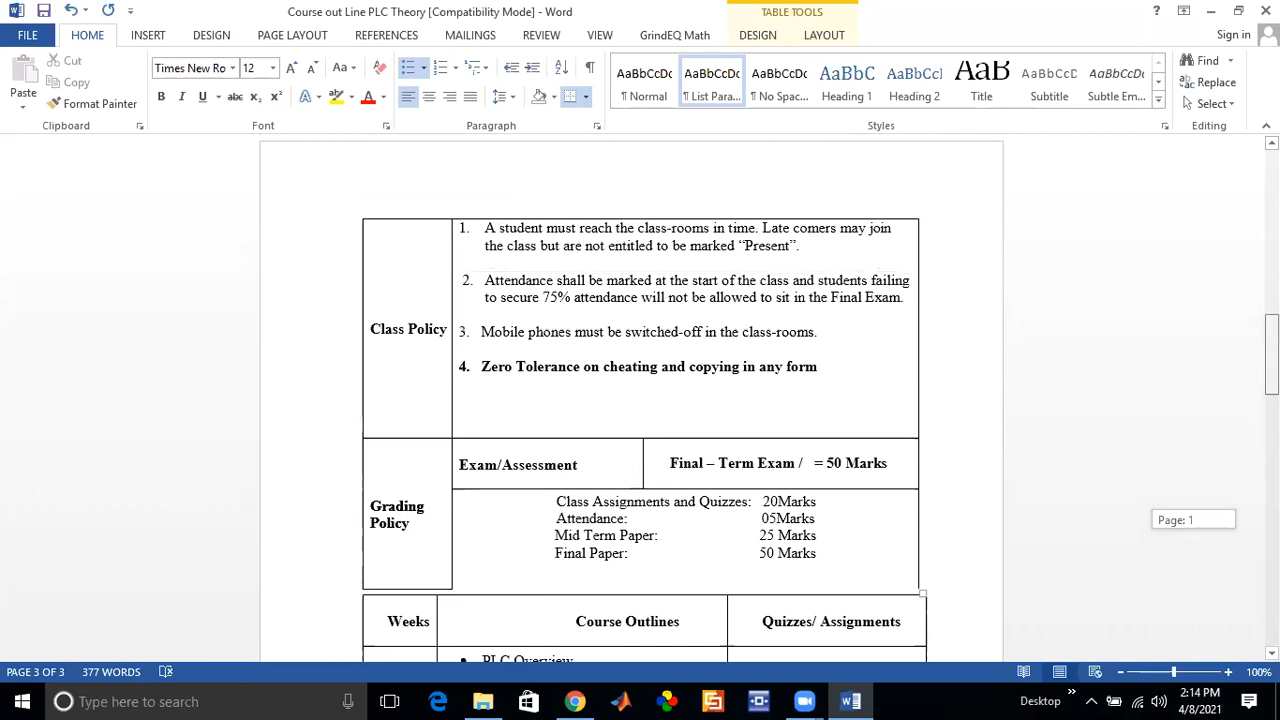 Course out Line PLC Theory [Compatibility Mode] - Word
TABLE TOOLS
?
FILE
HOME
INSERT
DESIGN
PAGE LAYOUT
REFERENCES
MAILINGS
REVIEW
VIEW
GrindEQ Math
DESIGN
LAYOUT
Sign in
Paste
Cut
Copy
Format Painter
Clipboard
Times New Ro
12
Font
Paragraph
AaBbCcDc
¶ Normal
AaBbCcDc
¶ List Para...
AaBbCcDc
¶ No Spac...
AaBbC
Heading 1
AaBbCc
Heading 2
AaB
Title
AaBbCcD
Subtitle
AaBbCcDc
Subtle Em...
Styles
Find
Replace
Select
Editing
Class Policy
1. A student must reach the class-rooms in time. Late comers may join
the class but are not entitled to be marked “Present”.
2. Attendance shall be marked at the start of the class and students failing
to secure 75% attendance will not be allowed to sit in the Final Exam.
3. Mobile phones must be switched-off in the class-rooms.
4. Zero Tolerance on cheating and copying in any form
Grading
Policy
Exam/Assessment
Final – Term Exam / = 50 Marks
Class Assignments and Quizzes: 20Marks
Attendance: 05Marks
Mid Term Paper: 25 Marks
Final Paper: 50 Marks
Page: 1
Weeks
Course Outlines
Quizzes/ Assignments
• PLC Overview
PAGE 3 OF 3
377 WORDS
100%
Type here to search
Desktop
2:14 PM
4/8/2021